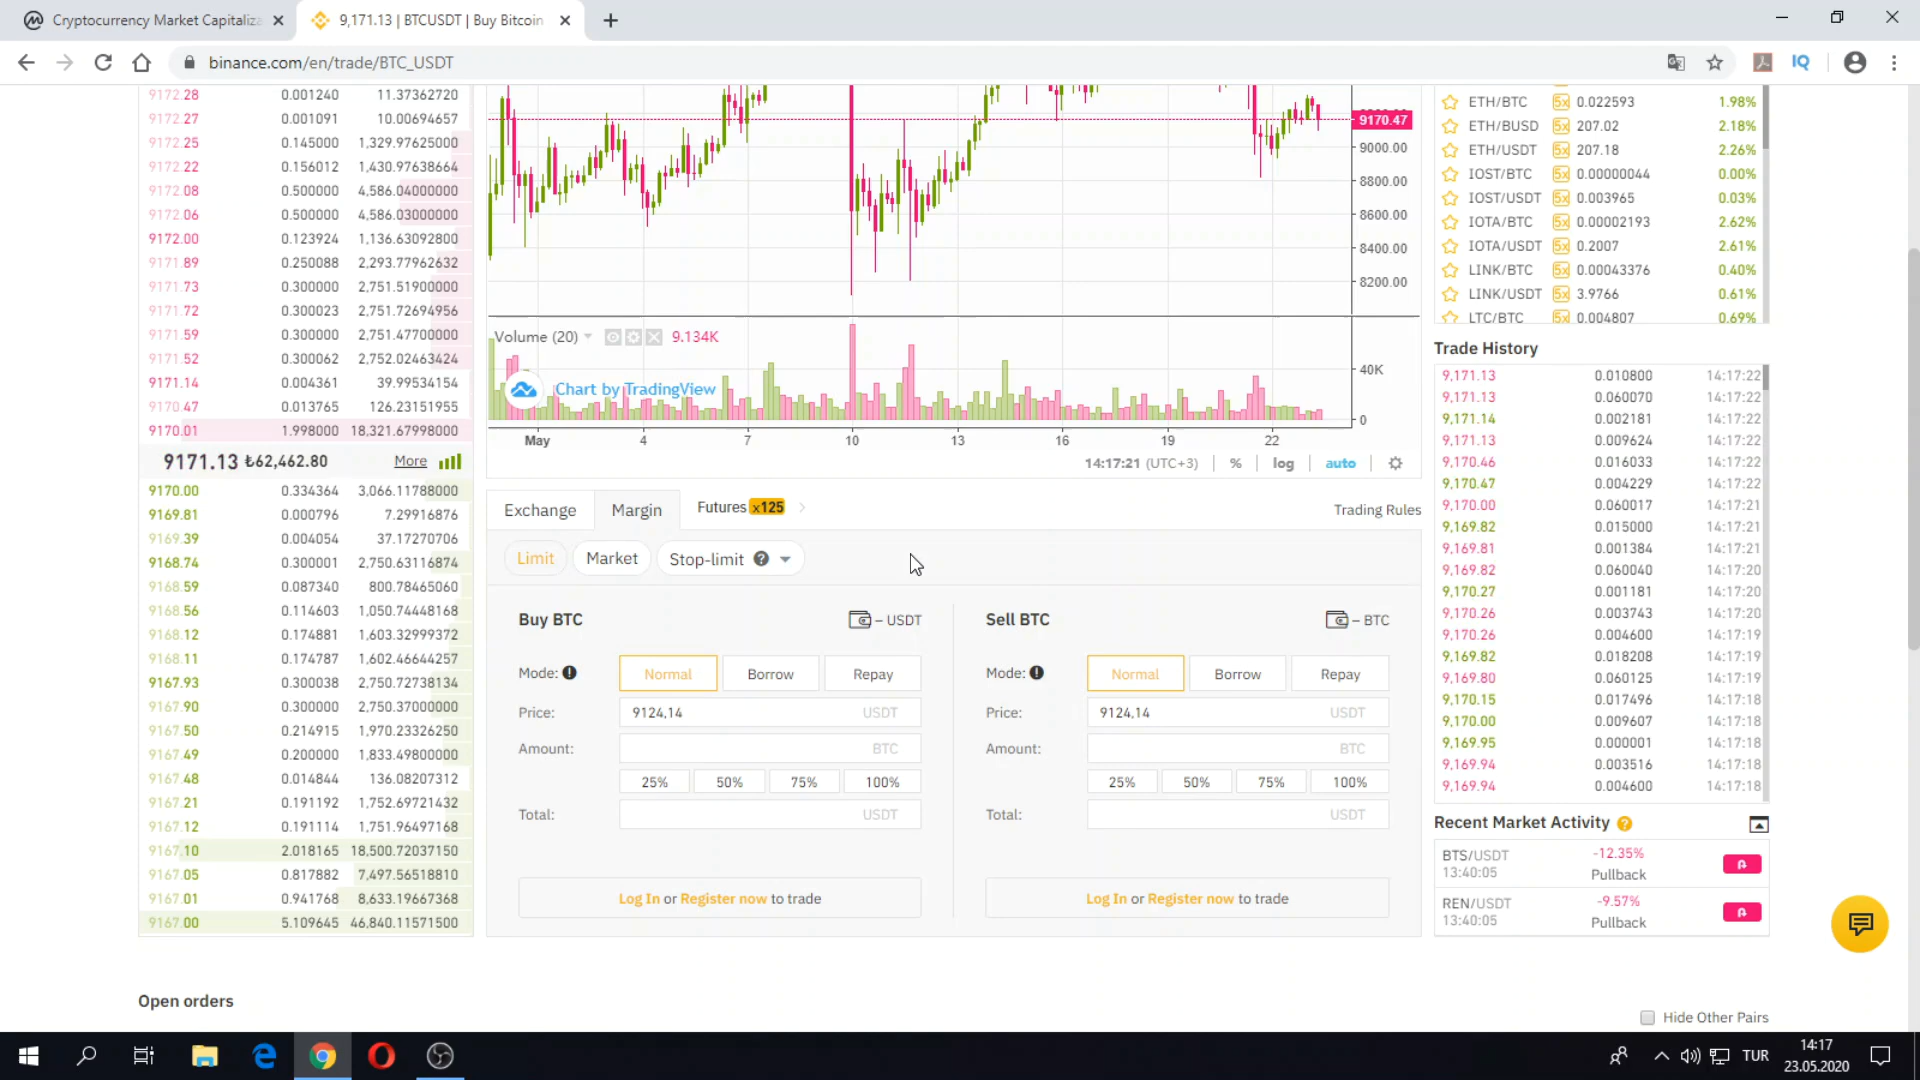 Cryptocurrency Market Capitaliza
9,171.13 | BTCUSDT | Buy Bitcoin
binance.com/en/trade/BTC_USDT
IQ
9172.28 0.001240 11.37362720
9172.27 0.001091 10.00694657
9172.25 0.145000 1,329.97625000
9172.22 0.156012 1,430.97638664
9172.08 0.500000 4,586.04000000
9172.06 0.500000 4,586.03000000
9172.00 0.123924 1,136.63092800
9171.89 0.250088 2,293.77962632
9171.73 0.300000 2,751.51900000
9171.72 0.300023 2,751.72694956
9171.59 0.300000 2,751.47700000
9171.52 0.300062 2,752.02463424
9171.14 0.004361 39.99534154
9170.47 0.013765 126.23151955
9170.01 1.998000 18,321.67998000
9171.13 ₺62,462.80 More
9170.00 0.334364 3,066.11788000
9169.81 0.000796 7.29916876
9169.39 0.004054 37.17270706
9168.74 0.300001 2,750.63116874
9168.59 0.087340 800.78465060
9168.56 0.114603 1,050.74448168
9168.12 0.174881 1,603.32999372
9168.11 0.174787 1,602.46644257
9167.93 0.300038 2,750.72738134
9167.90 0.300000 2,750.37000000
9167.50 0.214915 1,970.23326250
9167.49 0.200000 1,833.49800000
9167.48 0.014844 136.08207312
9167.21 0.191192 1,752.69721432
9167.12 0.191114 1,751.96497168
9167.10 2.018165 18,500.72037150
9167.05 0.817882 7,497.56518810
9167.01 0.941768 8,633.19667368
9167.00 5.109645 46,840.11571500
9170.47
9000.00
8800.00
8600.00
8400.00
8200.00
Volume (20) 9.134K
40K
Chart by TradingView
0
May 4 7 10 13 16 19 22
14:17:21 (UTC+3) % log auto
Exchange Margin Futures x125 Trading Rules
Limit Market Stop-limit ?
Buy BTC – USDT
Mode: Normal Borrow Repay
Price: 9124.14 USDT
Amount: BTC
25% 50% 75% 100%
Total: USDT
Log In or Register now to trade
Sell BTC – BTC
Mode: Normal Borrow Repay
Price: 9124.14 USDT
Amount: BTC
25% 50% 75% 100%
Total: USDT
Log In or Register now to trade
ETH/BTC 5x 0.022593 1.98%
ETH/BUSD 5x 207.02 2.18%
ETH/USDT 5x 207.18 2.26%
IOST/BTC 5x 0.00000044 0.00%
IOST/USDT 5x 0.003965 0.03%
IOTA/BTC 5x 0.00002193 2.62%
IOTA/USDT 5x 0.2007 2.61%
LINK/BTC 5x 0.00043376 0.40%
LINK/USDT 5x 3.9766 0.61%
LTC/BTC 5x 0.004807 0.69%
Trade History
9,171.13 0.010800 14:17:22
9,171.13 0.060070 14:17:22
9,171.14 0.002181 14:17:22
9,171.13 0.009624 14:17:22
9,170.46 0.016033 14:17:22
9,170.47 0.004229 14:17:22
9,170.00 0.060017 14:17:21
9,169.82 0.015000 14:17:21
9,169.81 0.001384 14:17:21
9,169.82 0.060040 14:17:20
9,170.27 0.001181 14:17:20
9,170.26 0.003743 14:17:20
9,170.26 0.004600 14:17:19
9,169.82 0.018208 14:17:19
9,169.80 0.060125 14:17:19
9,170.15 0.017496 14:17:18
9,170.00 0.009607 14:17:18
9,169.95 0.000001 14:17:18
9,169.94 0.003516 14:17:18
9,169.94 0.004600 14:17:18
Recent Market Activity ?
BTS/USDT -12.35%
13:40:05 Pullback
REN/USDT -9.57%
13:40:05 Pullback
Open orders
Hide Other Pairs
TUR
14:17
23.05.2020